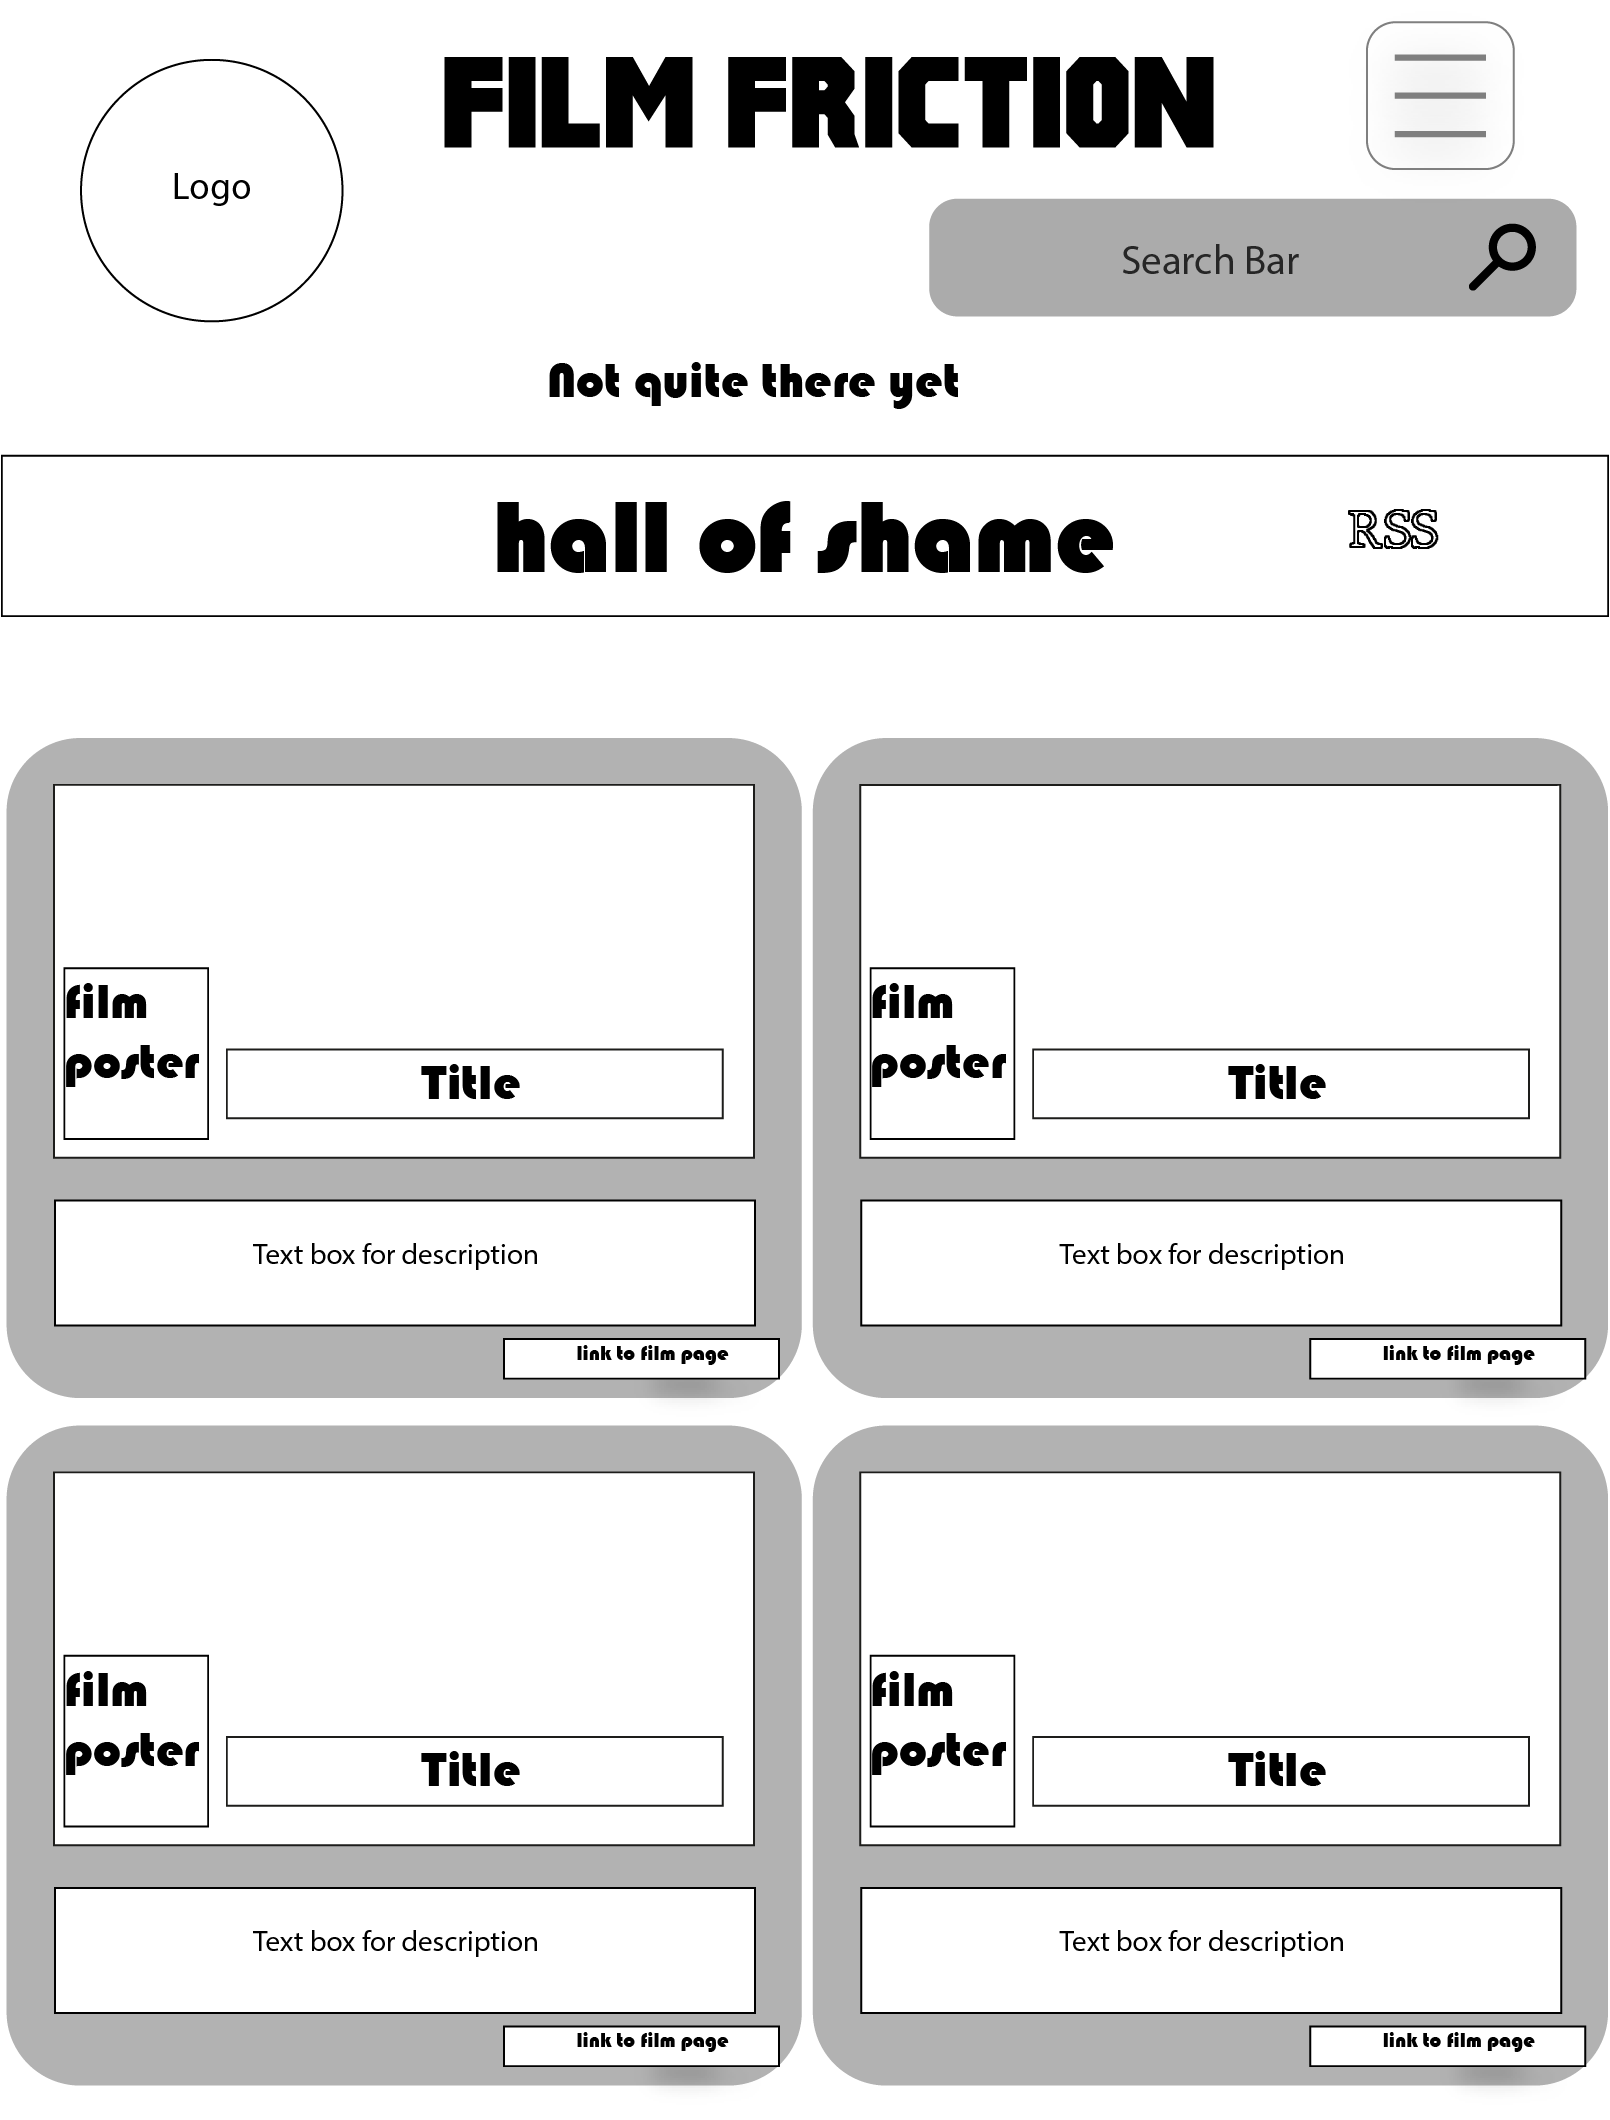 FILM FRICTION
Logo
Search Bar
Not quite there yet
hall of shame
RSS
film
poster
Title
Text box for description
link to film page
film
poster
Title
Text box for description
link to film page
film
poster
Title
Text box for description
link to film page
film
poster
Title
Text box for description
link to film page